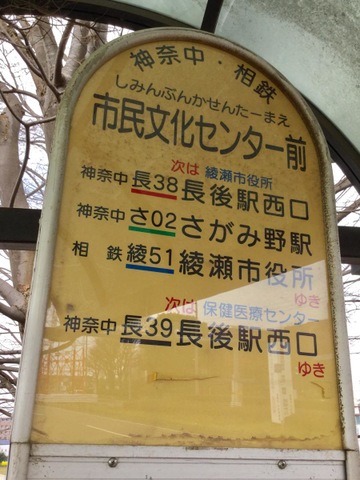 神奈中・相鉄
しみんぶんかせんたーまえ
市民文化センター前
次は 綾瀬市役所
神奈中 長38 長後駅西口
神奈中 さ02 さがみ野駅
相鉄 綾51 綾瀬市役所
ゆき
次は 保健医療センター
神奈中 長39 長後駅西口
ゆき